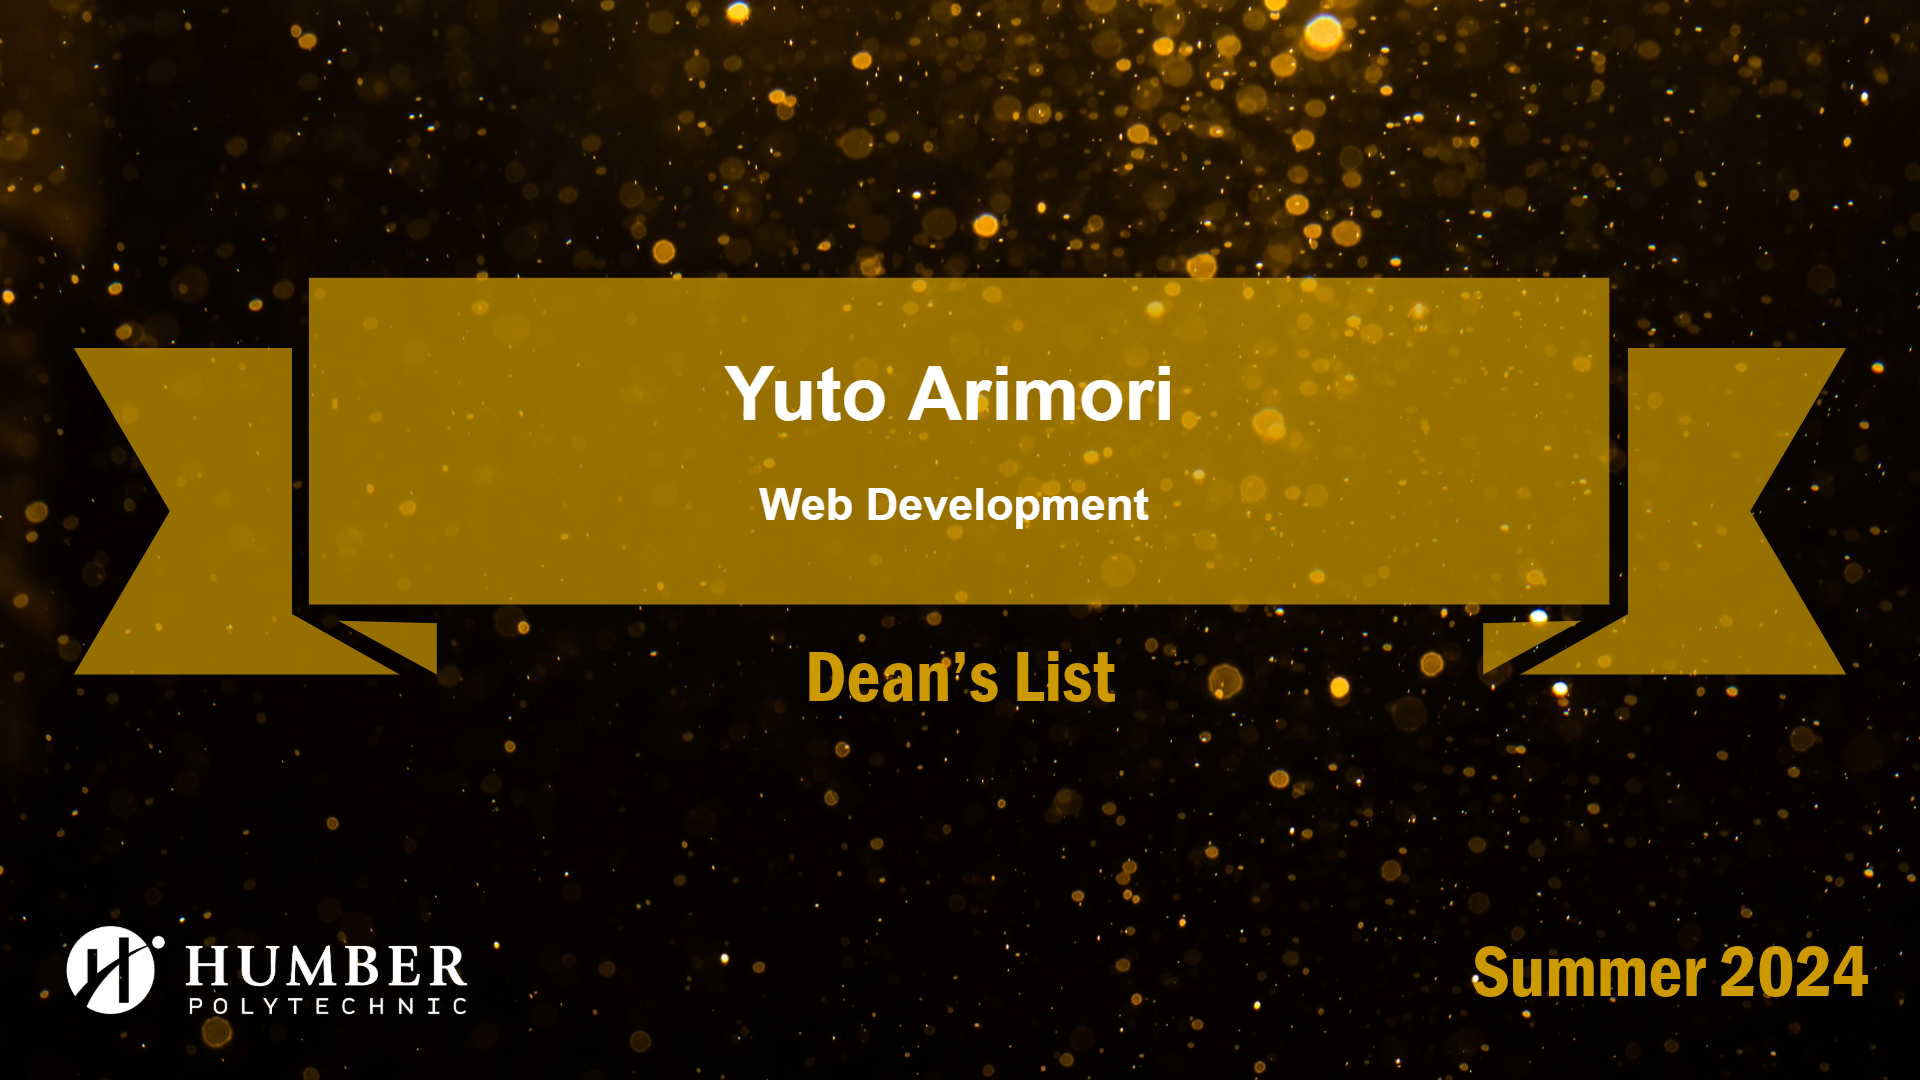 Yuto Arimori
Web Development
Dean’s List
HUMBER
POLYTECHNIC
Summer 2024